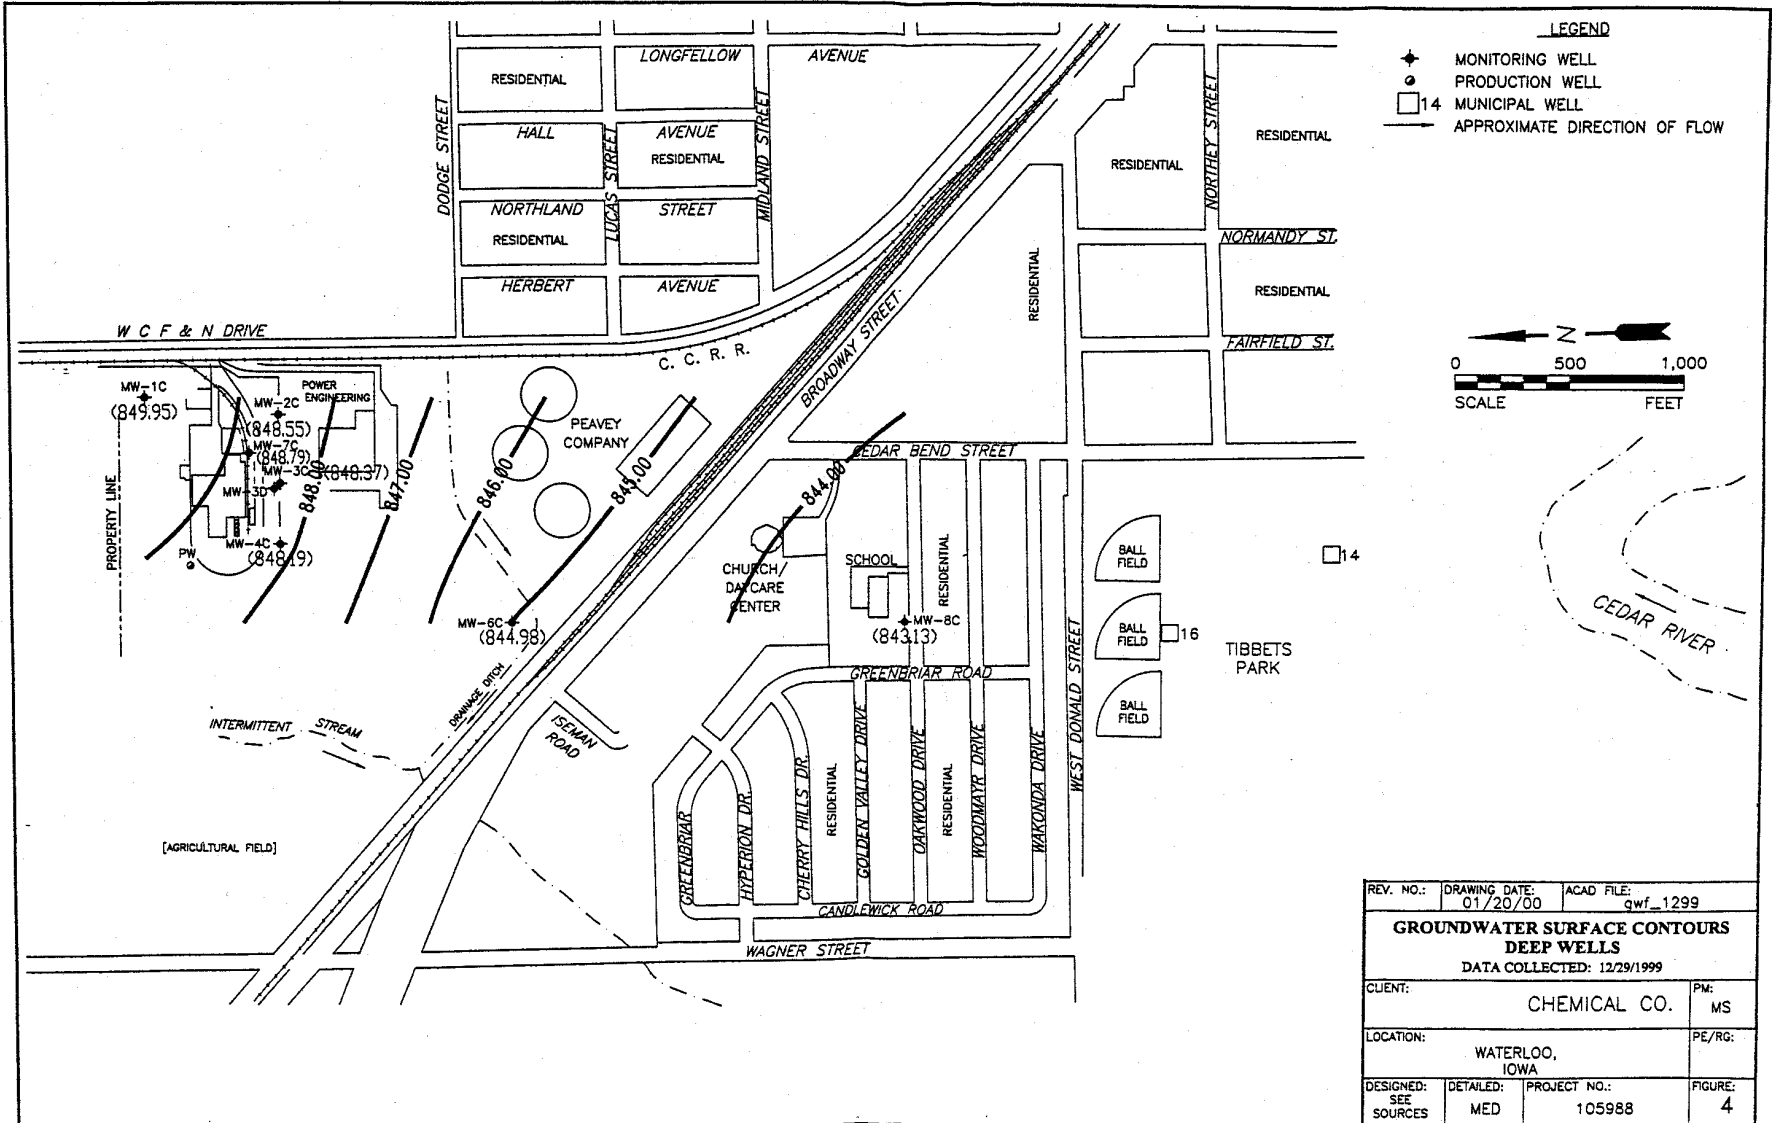 LEGEND
MONITORING WELL
PRODUCTION WELL
14 MUNICIPAL WELL
APPROXIMATE DIRECTION OF FLOW
LONGFELLOW AVENUE
RESIDENTIAL
DODGE STREET
HALL AVENUE
LUCAS STREET
RESIDENTIAL
MIDLAND STREET
NORTHLAND STREET
RESIDENTIAL
HERBERT AVENUE
NORTHEY STREET
RESIDENTIAL
RESIDENTIAL
NORMANDY ST.
RESIDENTIAL
RESIDENTIAL
FAIRFIELD ST.
W C F & N DRIVE
C. C. R. R.
BROADWAY STREET
Z
0 500 1,000
SCALE FEET
MW-1C
(849.95)
POWER
ENGINEERING
MW-2C
(848.55)
MW-7C
(848.79)
MW-3C
(848.37)
MW-3D
MW-4C
(848.19)
PW
PROPERTY LINE
848.00
847.00
846.00
845.00
844.00
PEAVEY
COMPANY
CEDAR BEND STREET
CHURCH/
DAYCARE
CENTER
SCHOOL
RESIDENTIAL
MW-8C
(843.13)
MW-6C
(844.98)
BALL
FIELD
BALL
FIELD
BALL
FIELD
14
16
TIBBETS
PARK
CEDAR RIVER
WEST DONALD STREET
GREENBRIAR ROAD
DRAINAGE DITCH
INTERMITTENT STREAM
ISEMAN
ROAD
GREENBRIAR
HYPERION DR.
CHERRY HILLS DR.
RESIDENTIAL
GOLDEN VALLEY DRIVE
OAKWOOD DRIVE
RESIDENTIAL
WOODMAYR DRIVE
WAKONDA DRIVE
[AGRICULTURAL FIELD]
CANDLEWICK ROAD
WAGNER STREET
REV. NO.:
DRAWING DATE:
01/20/00
ACAD FILE:
gwf_1299
GROUNDWATER SURFACE CONTOURS
DEEP WELLS
DATA COLLECTED: 12/29/1999
CLIENT:
CHEMICAL CO.
PM:
MS
LOCATION:
WATERLOO,
IOWA
PE/RG:
DESIGNED:
SEE
SOURCES
DETAILED:
MED
PROJECT NO.:
105988
FIGURE:
4